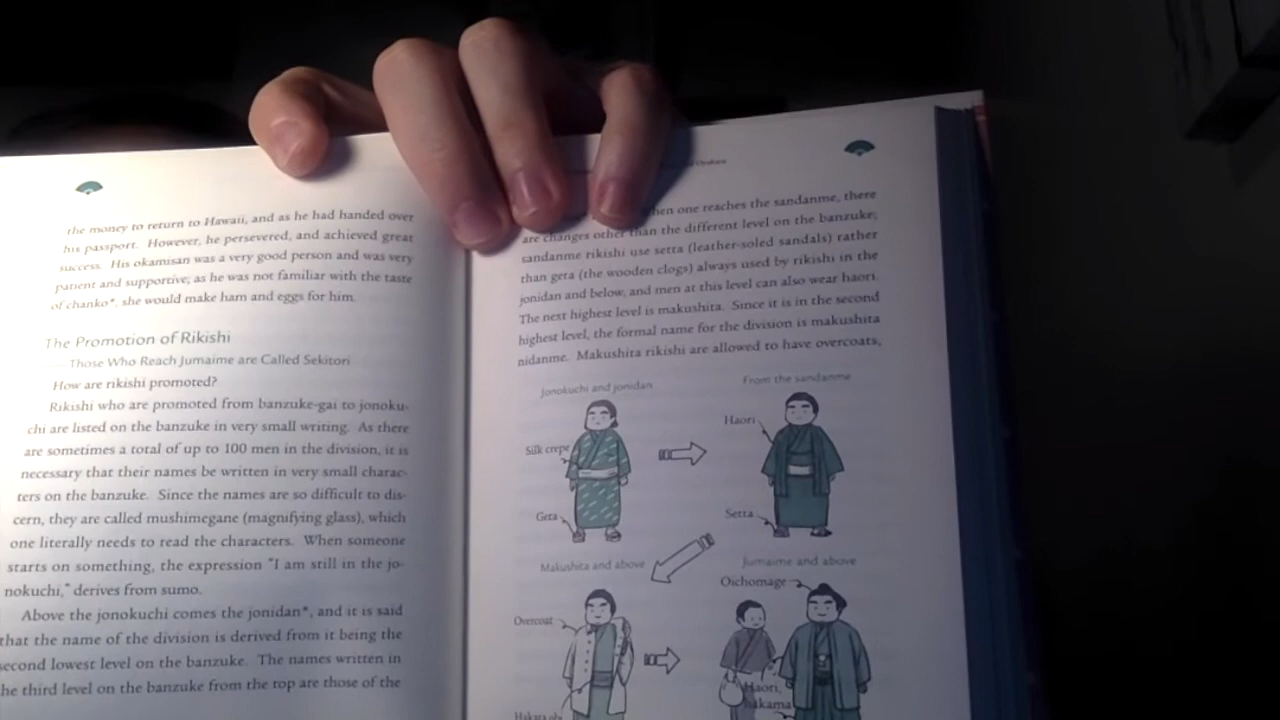 the money to return to Hawaii, and as he had handed over
his passport. However, he persevered, and achieved great
success. His okamisan was a very good person and was very
patient and supportive; as he was not familiar with the taste
of chanko*, she would make ham and eggs for him.
The Promotion of Rikishi
— Those Who Reach Jumaime are Called Sekitori
How are rikishi promoted?
Rikishi who are promoted from banzuke-gai to jonoku-
chi are listed on the banzuke in very small writing. As there
are sometimes a total of up to 100 men in the division, it is
necessary that their names be written in very small charac-
ters on the banzuke. Since the names are so difficult to dis-
cern, they are called mushimegane (magnifying glass), which
one literally needs to read the characters. When someone
starts on something, the expression "I am still in the jo-
nokuchi," derives from sumo.
Above the jonokuchi comes the jonidan*, and it is said
that the name of the division is derived from it being the
second lowest level on the banzuke. The names written in
he third level on the banzuke from the top are those of the
when one reaches the sandanme, there
are changes other than the different level on the banzuke;
sandanme rikishi use setta (leather-soled sandals) rather
than geta (the wooden clogs) always used by rikishi in the
jonidan and below, and men at this level can also wear haori.
The next highest level is makushita. Since it is in the second
highest level, the formal name for the division is makushita
nidanme. Makushita rikishi are allowed to have overcoats,
Jonokuchi and jonidan
Silk crepe
Geta
From the sandanme
Haori
Setta
Makushita and above
Overcoat
Hakata obi
Jumaime and above
Oichomage
Haori,
hakama